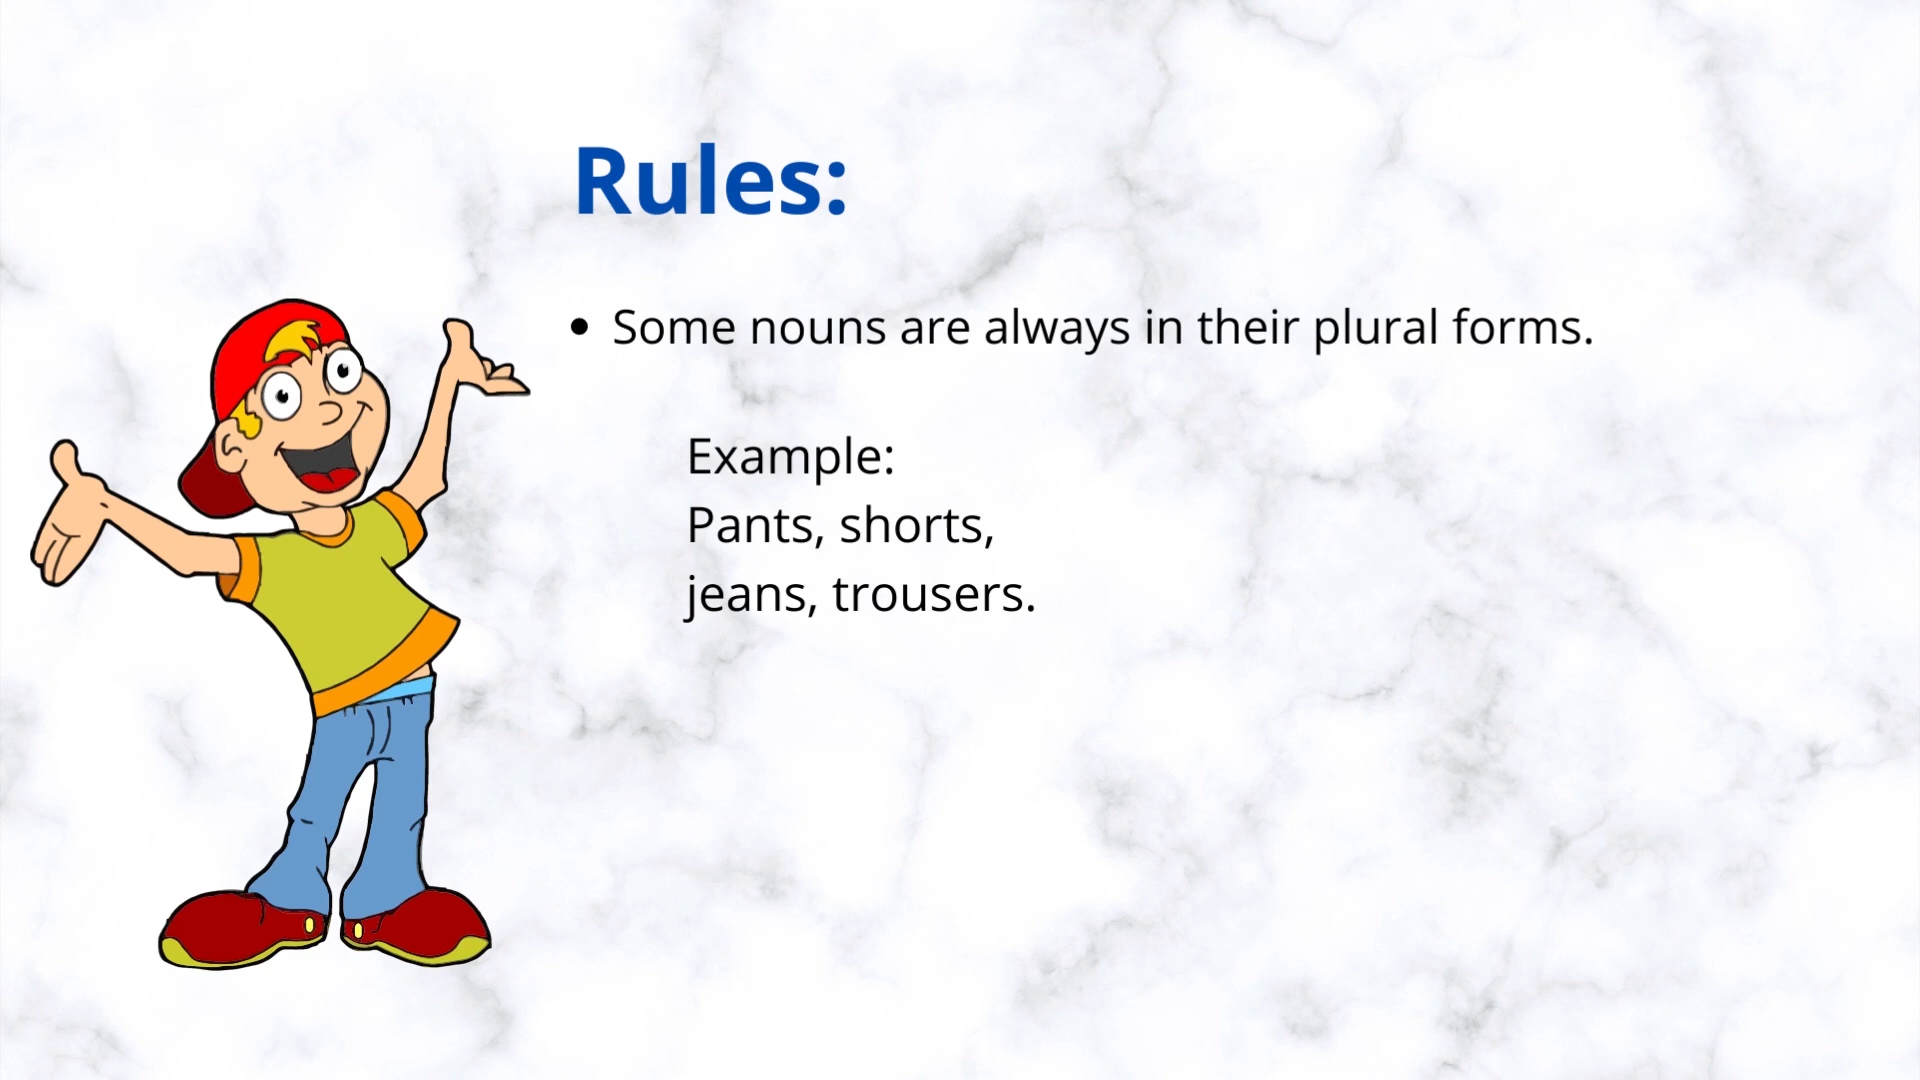 Rules:
• Some nouns are always in their plural forms.
Example:
Pants, shorts,
jeans, trousers.